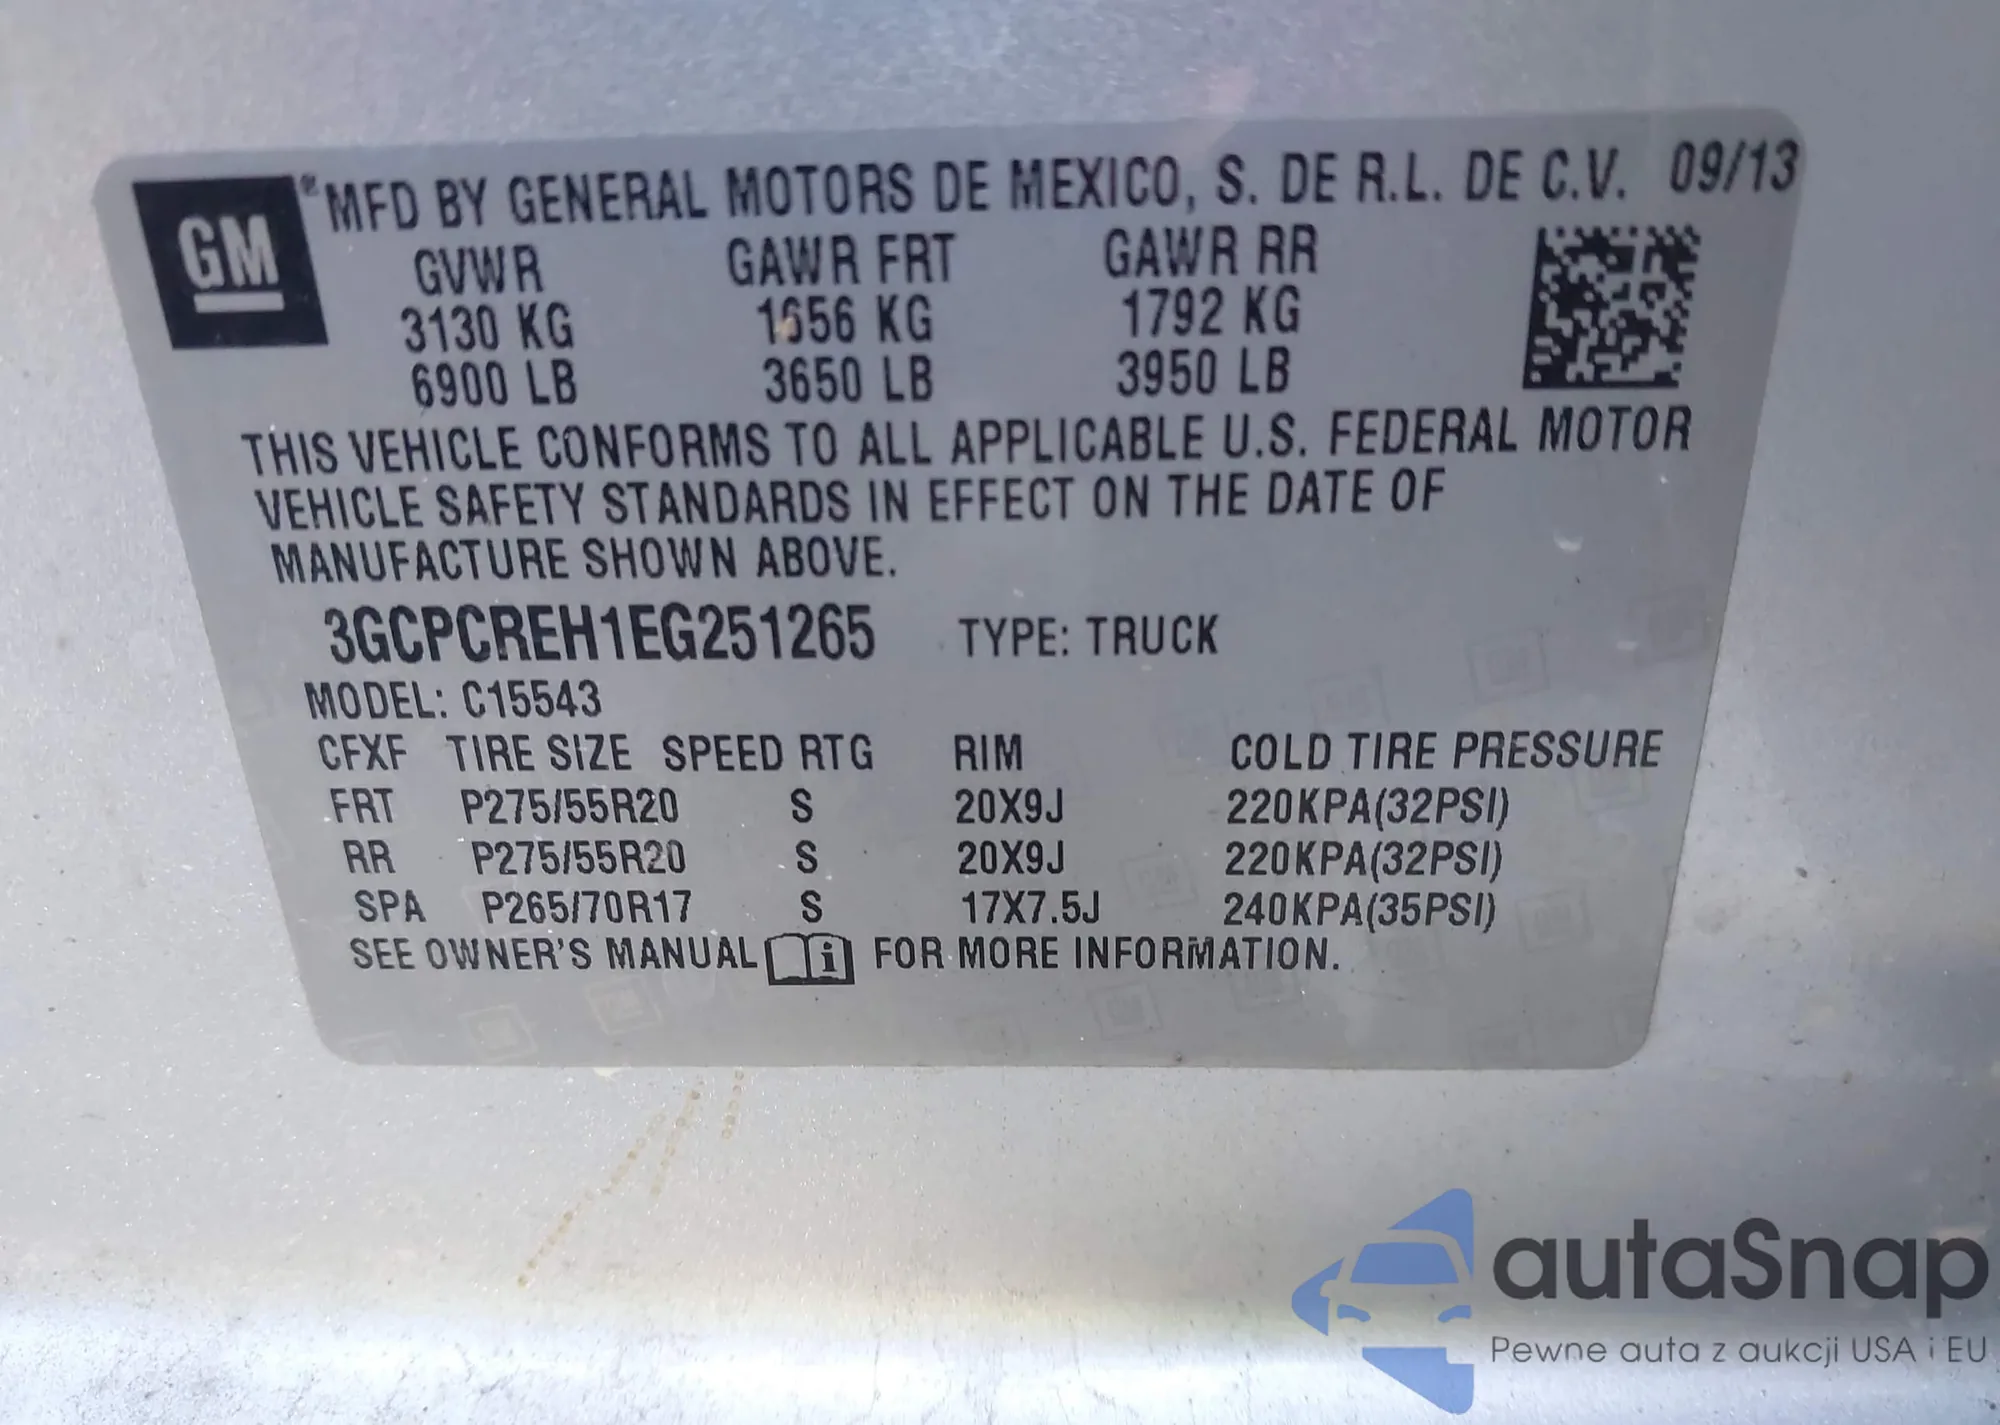 GM ® MFD BY GENERAL MOTORS DE MEXICO, S. DE R.L. DE C.V. 09/13
GVWR GAWR FRT GAWR RR
3130 KG 1656 KG 1792 KG
6900 LB 3650 LB 3950 LB
THIS VEHICLE CONFORMS TO ALL APPLICABLE U.S. FEDERAL MOTOR
VEHICLE SAFETY STANDARDS IN EFFECT ON THE DATE OF
MANUFACTURE SHOWN ABOVE.
3GCPCREH1EG251265 TYPE: TRUCK
MODEL: C15543
CFXF TIRE SIZE SPEED RTG RIM COLD TIRE PRESSURE
FRT P275/55R20 S 20X9J 220KPA(32PSI)
RR P275/55R20 S 20X9J 220KPA(32PSI)
SPA P265/70R17 S 17X7.5J 240KPA(35PSI)
SEE OWNER'S MANUAL i FOR MORE INFORMATION.
autaSnap
Pewne auta z aukcji USA i EU